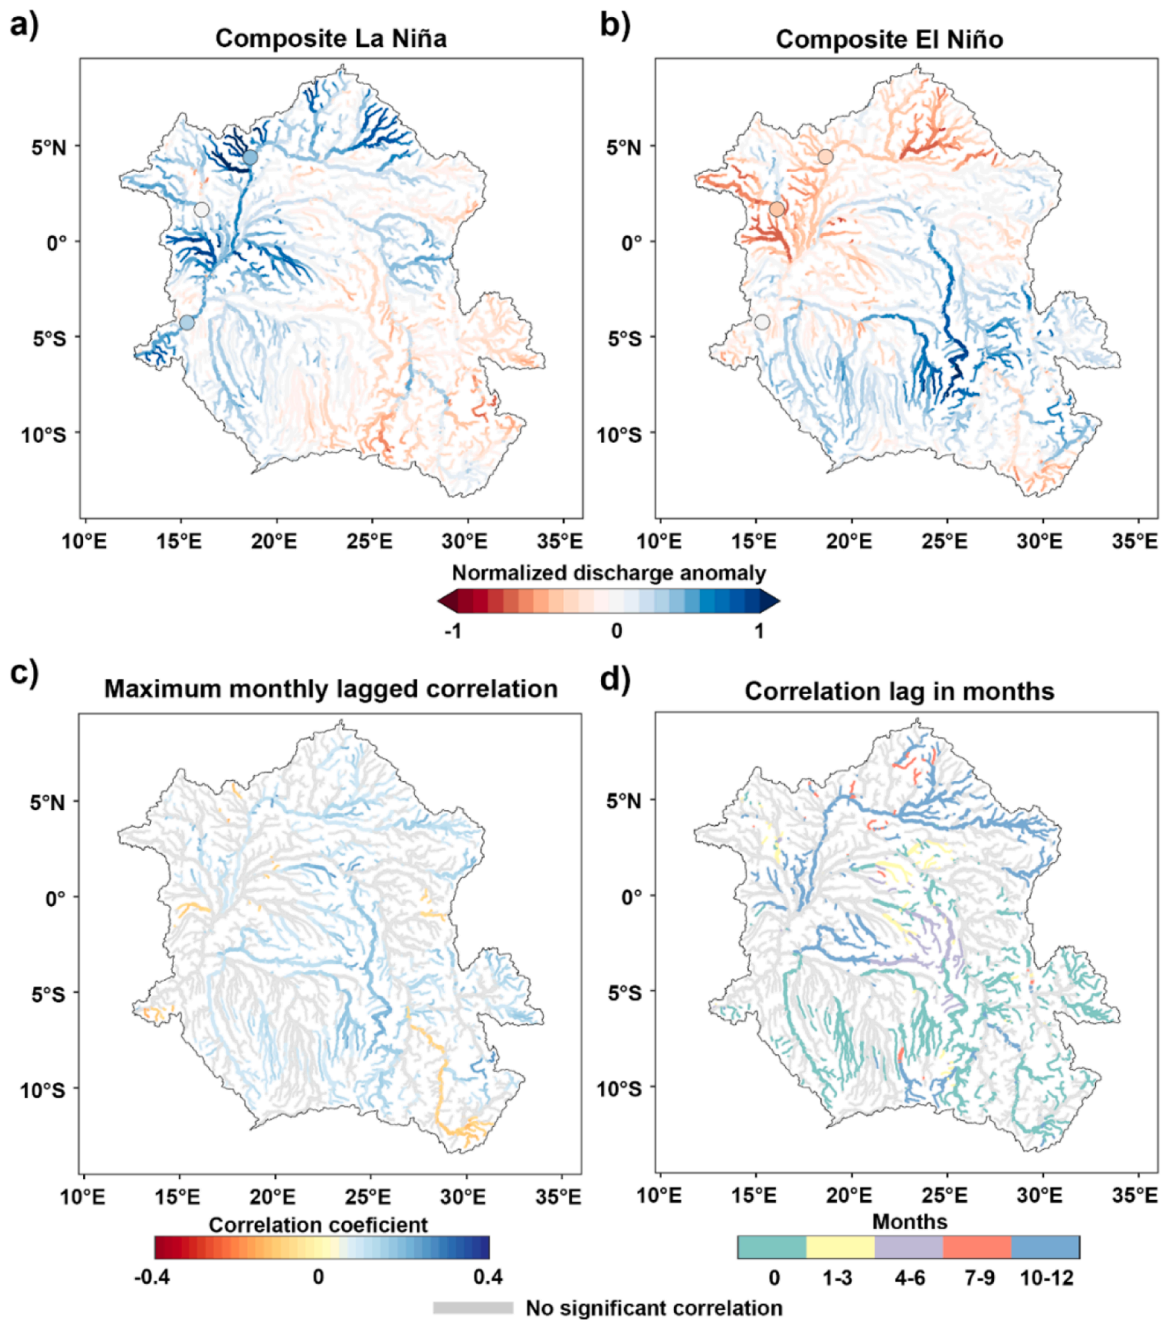 a)
Composite La Niña
b)
Composite El Niño
5°N
0°
5°S
10°S
10°E 15°E 20°E 25°E 30°E 35°E
5°N
0°
5°S
10°S
10°E 15°E 20°E 25°E 30°E 35°E
Normalized discharge anomaly
-1 0 1
c)
Maximum monthly lagged correlation
d)
Correlation lag in months
5°N
0°
5°S
10°S
10°E 15°E 20°E 25°E 30°E 35°E
5°N
0°
5°S
10°S
10°E 15°E 20°E 25°E 30°E 35°E
Correlation coeficient
-0.4 0 0.4
Months
0 1-3 4-6 7-9 10-12
No significant correlation